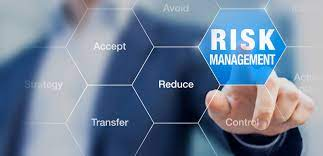 Avoid
Accept
RISK
MANAGEMENT
Strategy
Reduce
Transfer
Control